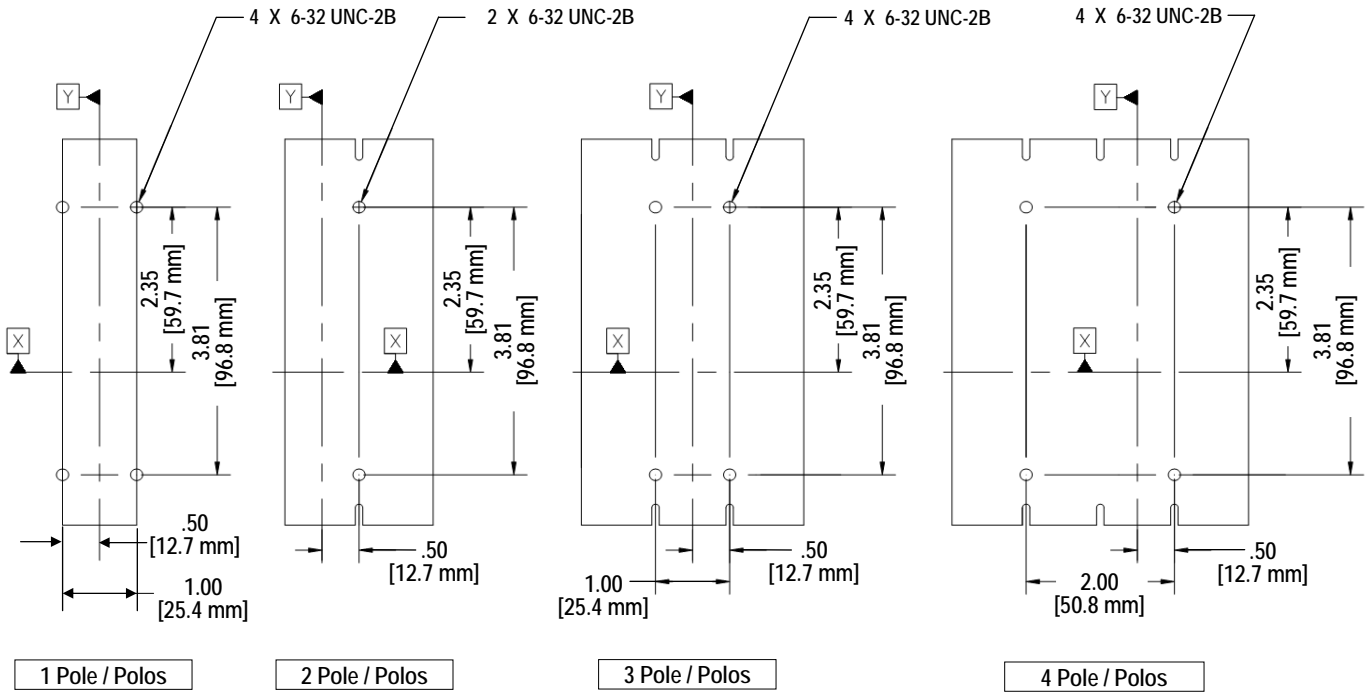 4 X 6-32 UNC-2B
2 X 6-32 UNC-2B
4 X 6-32 UNC-2B
4 X 6-32 UNC-2B
Y
Y
Y
Y
2.35
[59.7 mm]
3.81
[96.8 mm]
2.35
[59.7 mm]
3.81
[96.8 mm]
2.35
[59.7 mm]
3.81
[96.8 mm]
2.35
[59.7 mm]
3.81
[96.8 mm]
X
X
X
X
.50
[12.7 mm]
1.00
[25.4 mm]
.50
[12.7 mm]
1.00
[25.4 mm]
.50
[12.7 mm]
2.00
[50.8 mm]
.50
[12.7 mm]
1 Pole / Polos
2 Pole / Polos
3 Pole / Polos
4 Pole / Polos